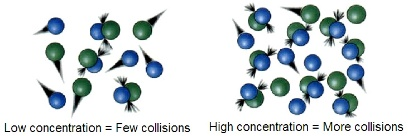 Low concentration = Few collisions
High concentration = More collisions